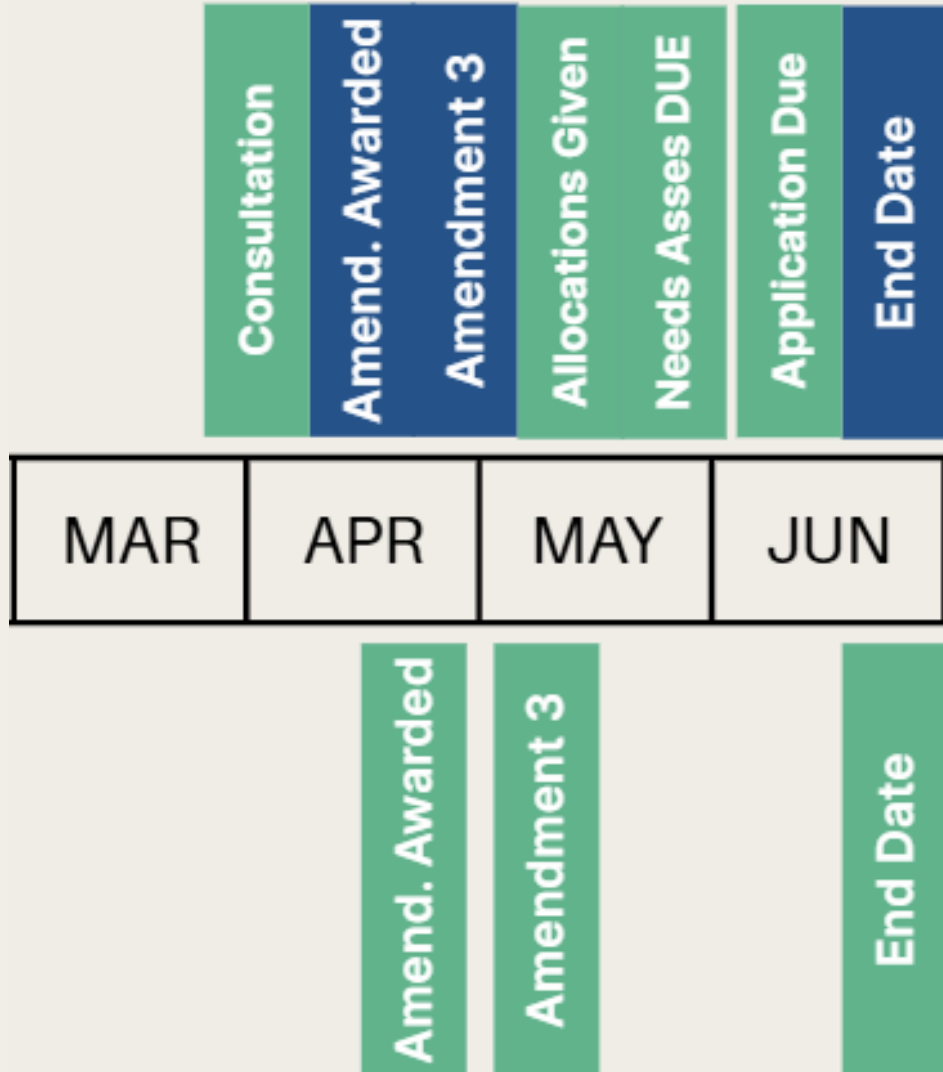 Consultation
Amend. Awarded
Amendment 3
Allocations Given
Needs Asses DUE
Application Due
End Date
MAR
APR
MAY
JUN
Amend. Awarded
Amendment 3
End Date